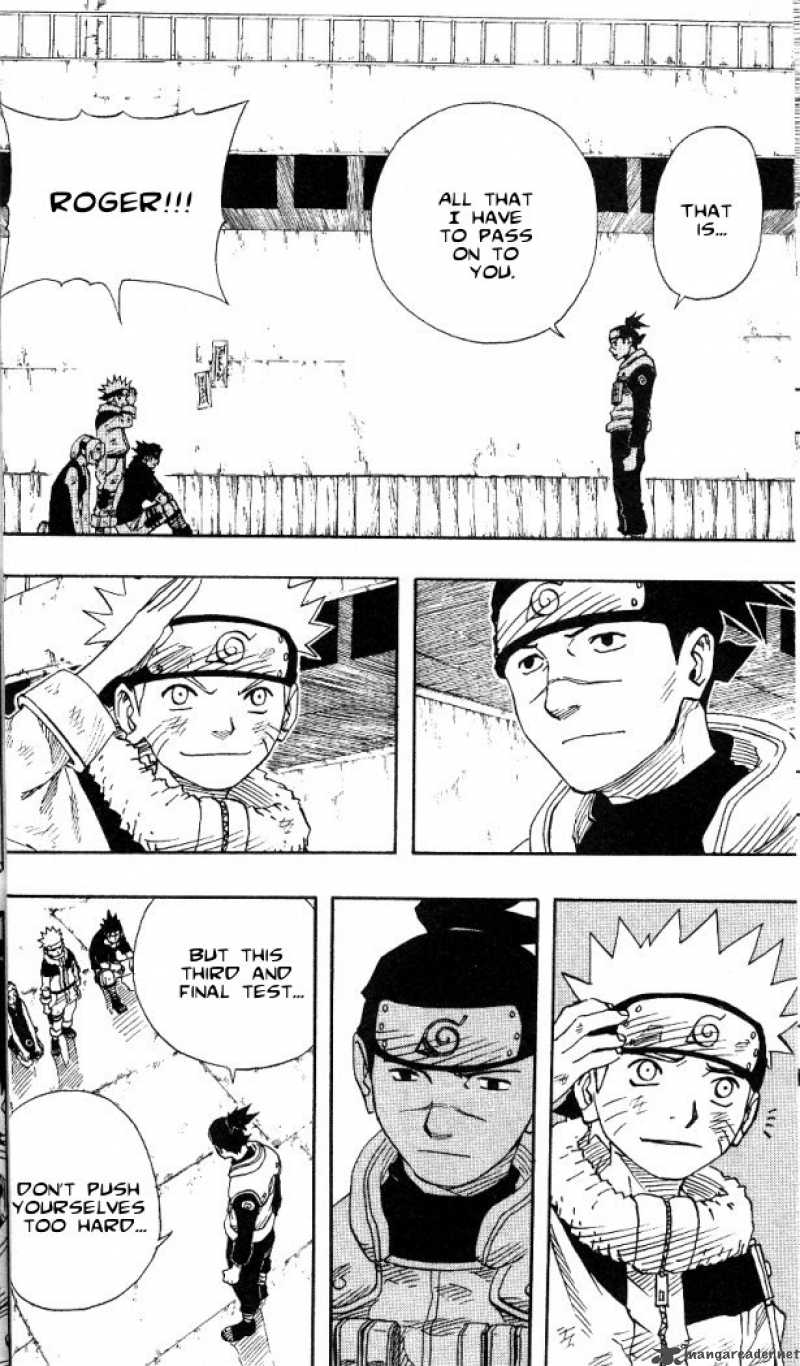 THAT
IS...
ALL THAT
I HAVE
TO PASS
ON TO
YOU.
ROGER!!!
BUT THIS
THIRD AND
FINAL TEST...
DON'T PUSH
YOURSELVES
TOO HARD...
mangareader.net